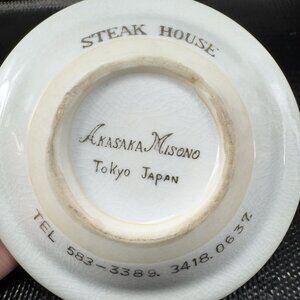 STEAK HOUSE
AKASAKA MISONO
TOKYO JAPAN
TEL 583-3389. 3418. 0637.